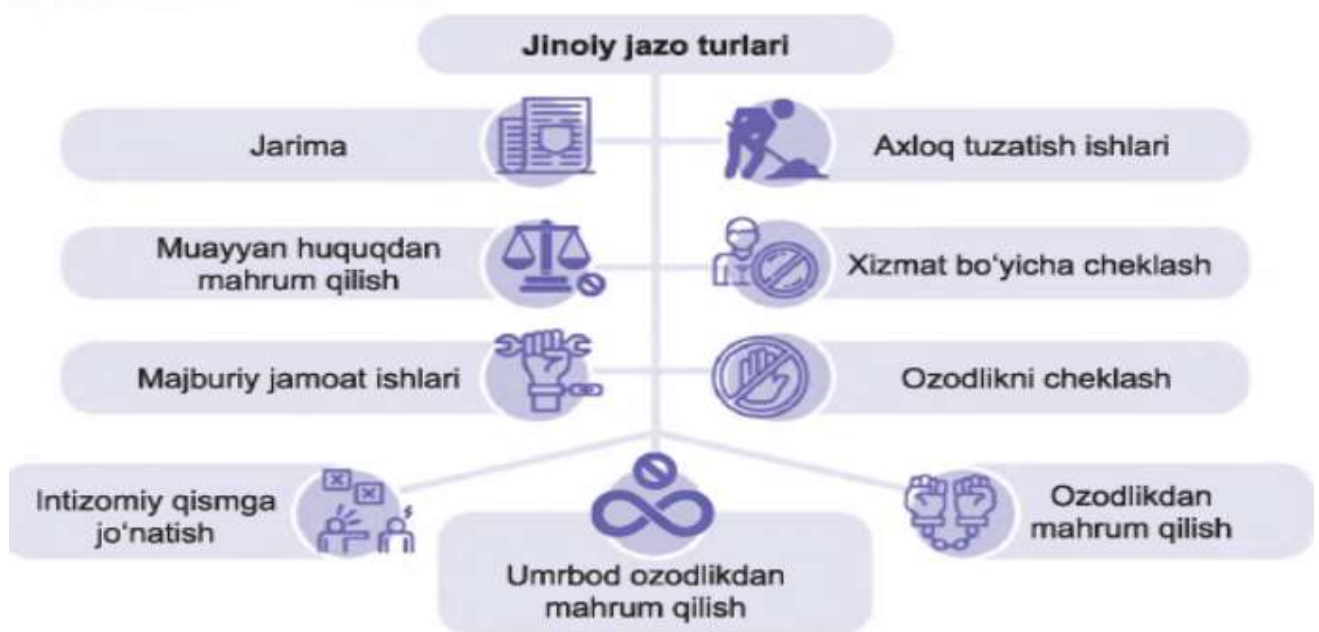 Jinoiy jazo turlari
Jarima
Axloq tuzatish ishlari
Muayyan huquqdan
mahrum qilish
Xizmat bo‘yicha cheklash
Majburiy jamoat ishlari
Ozodlikni cheklash
Intizomiy qismga
jo‘natish
Umrbod ozodlikdan
mahrum qilish
Ozodlikdan
mahrum qilish